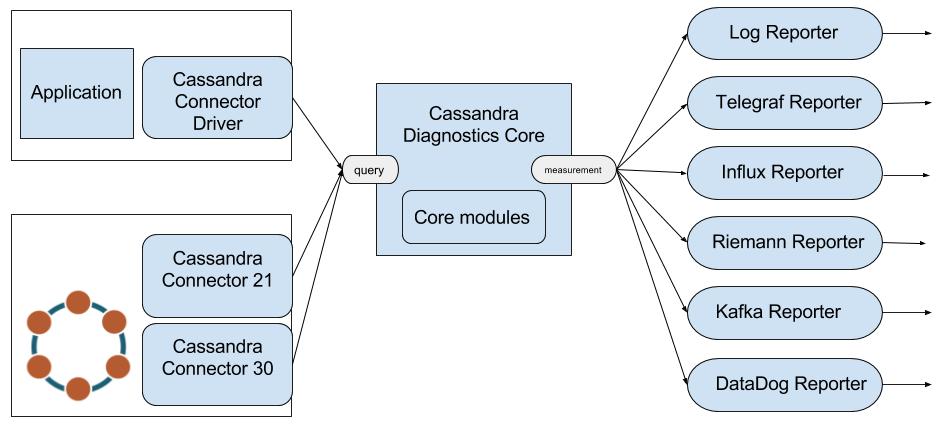 Application
Cassandra
Connector
Driver
Cassandra
Connector 21
Cassandra
Connector 30
query
Cassandra
Diagnostics Core
Core modules
measurement
Log Reporter
Telegraf Reporter
Influx Reporter
Riemann Reporter
Kafka Reporter
DataDog Reporter